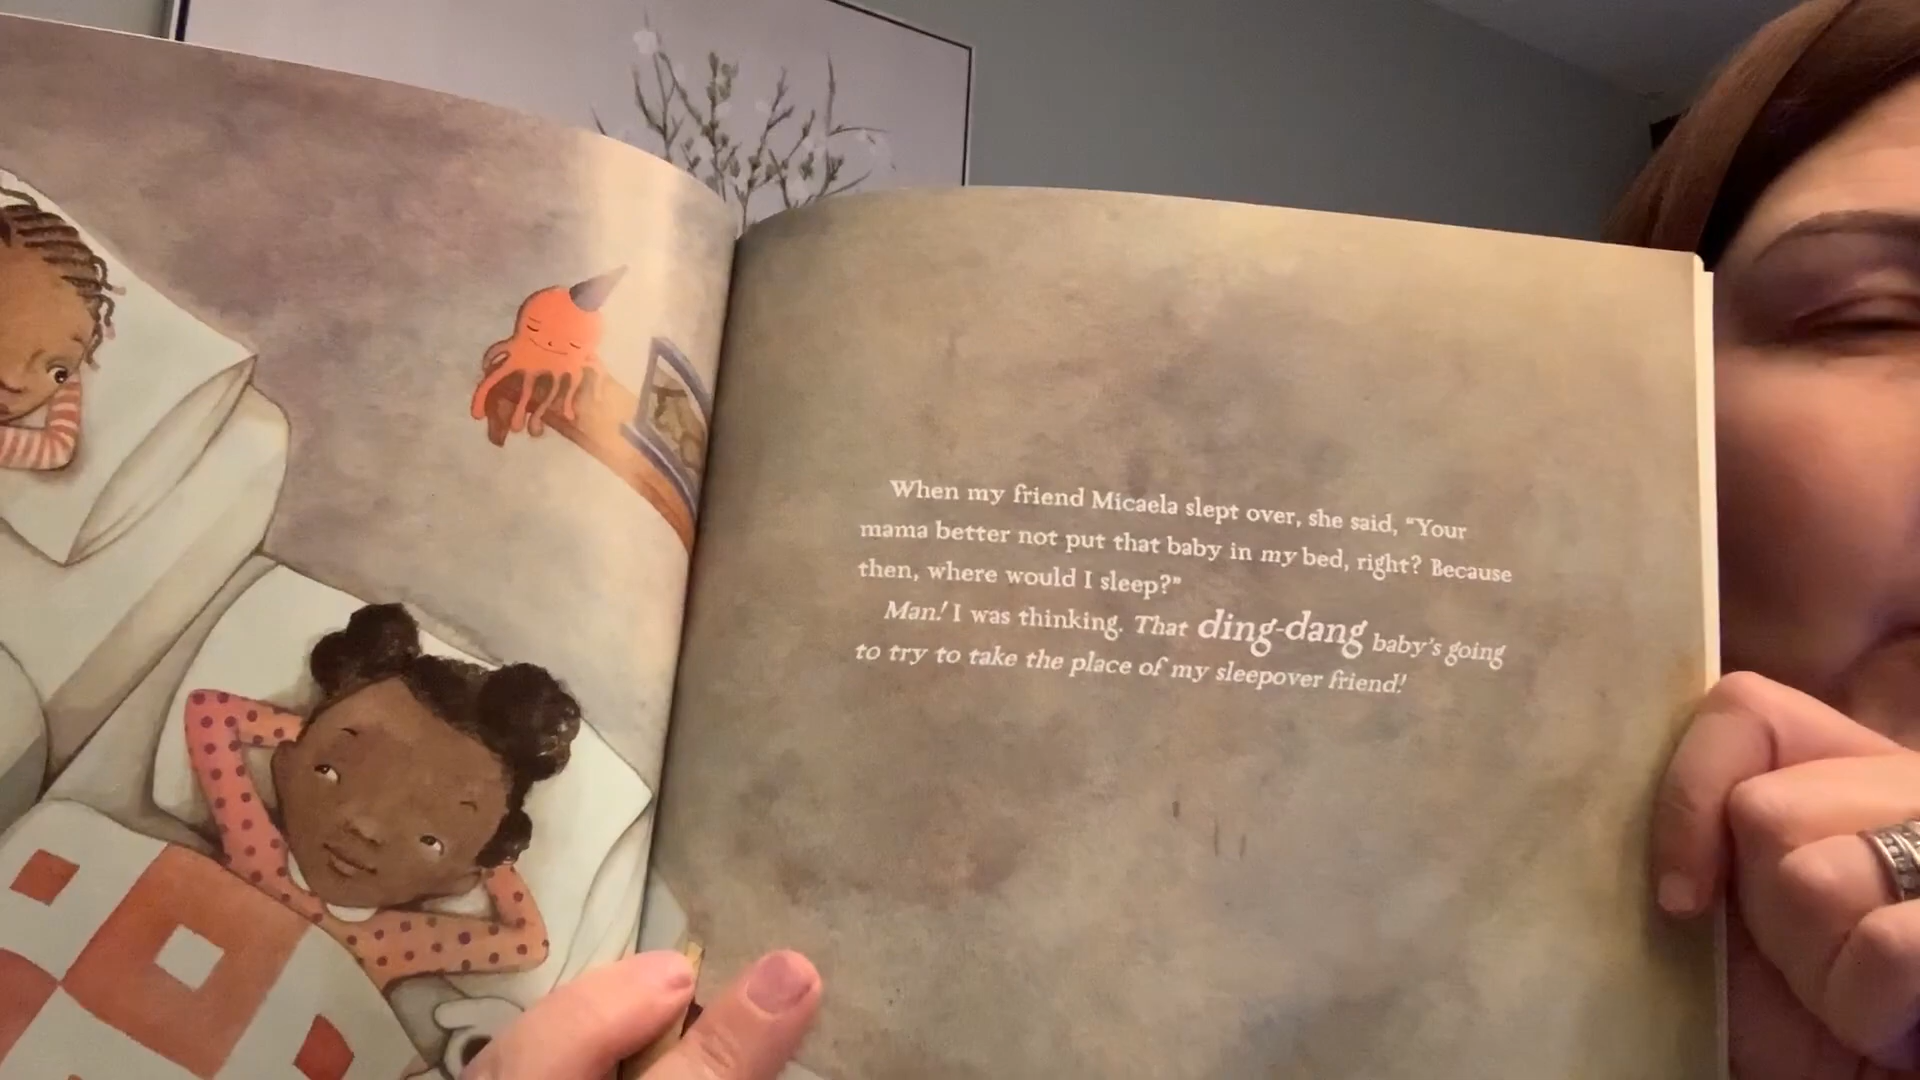 When my friend Micaela slept over, she said, "Your
mama better not put that baby in my bed, right? Because
then, where would I sleep?"
Man! I was thinking. That ding-dang baby's going
to try to take the place of my sleepover friend!